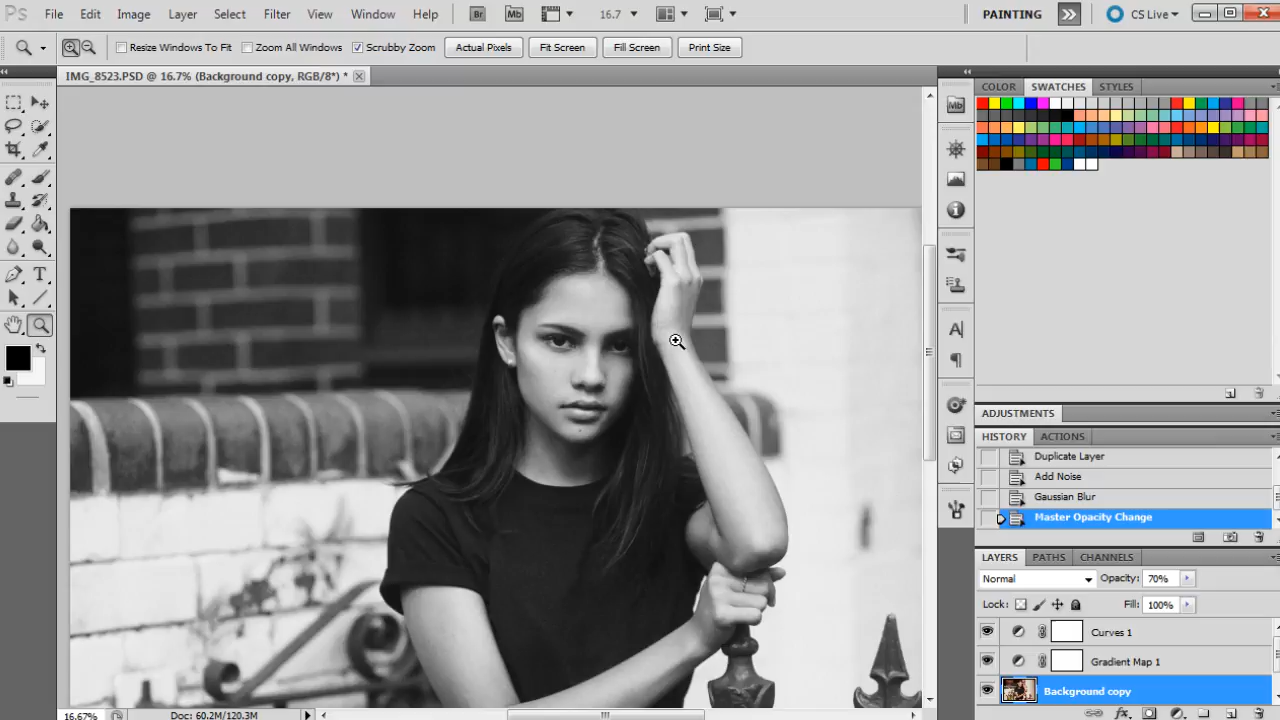 Ps File Edit Image Layer Select Filter View Window Help Br Mb 16.7 PAINTING CS Live
Resize Windows To Fit Zoom All Windows Scrubby Zoom Actual Pixels Fit Screen Fill Screen Print Size
IMG_8523.PSD @ 16.7% (Background copy, RGB/8*) *
COLOR SWATCHES STYLES
Mb
ADJUSTMENTS
HISTORY ACTIONS
Duplicate Layer
Add Noise
Gaussian Blur
Master Opacity Change
LAYERS PATHS CHANNELS
Normal Opacity: 70%
Lock: Fill: 100%
Curves 1
Gradient Map 1
Background copy
16.67% Doc: 60.2M/120.3M